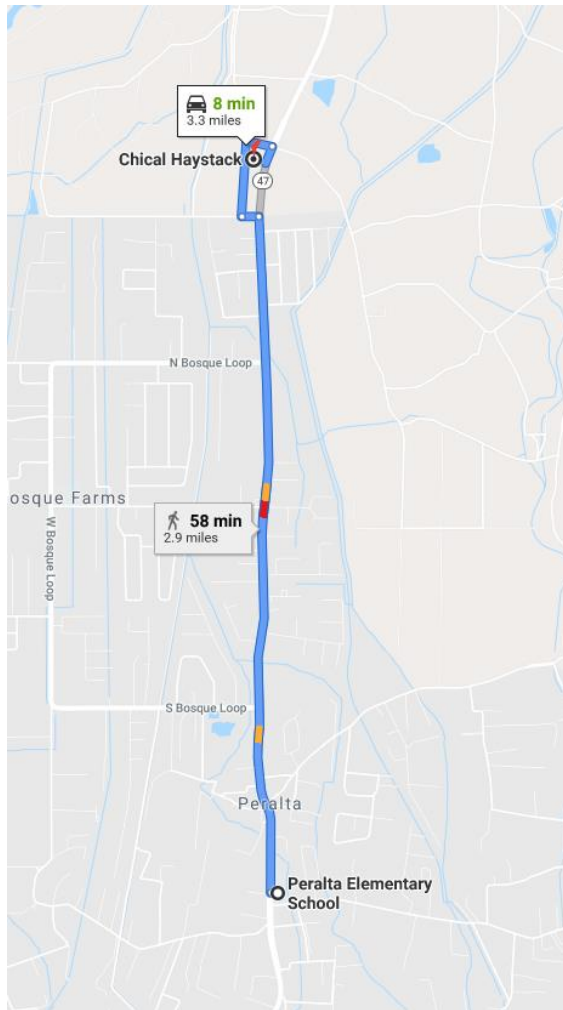 8 min
3.3 miles
Chical Haystack
47
N Bosque Loop
osque Farms
58 min
2.9 miles
W Bosque Loop
S Bosque Loop
Peralta
Peralta Elementary
School